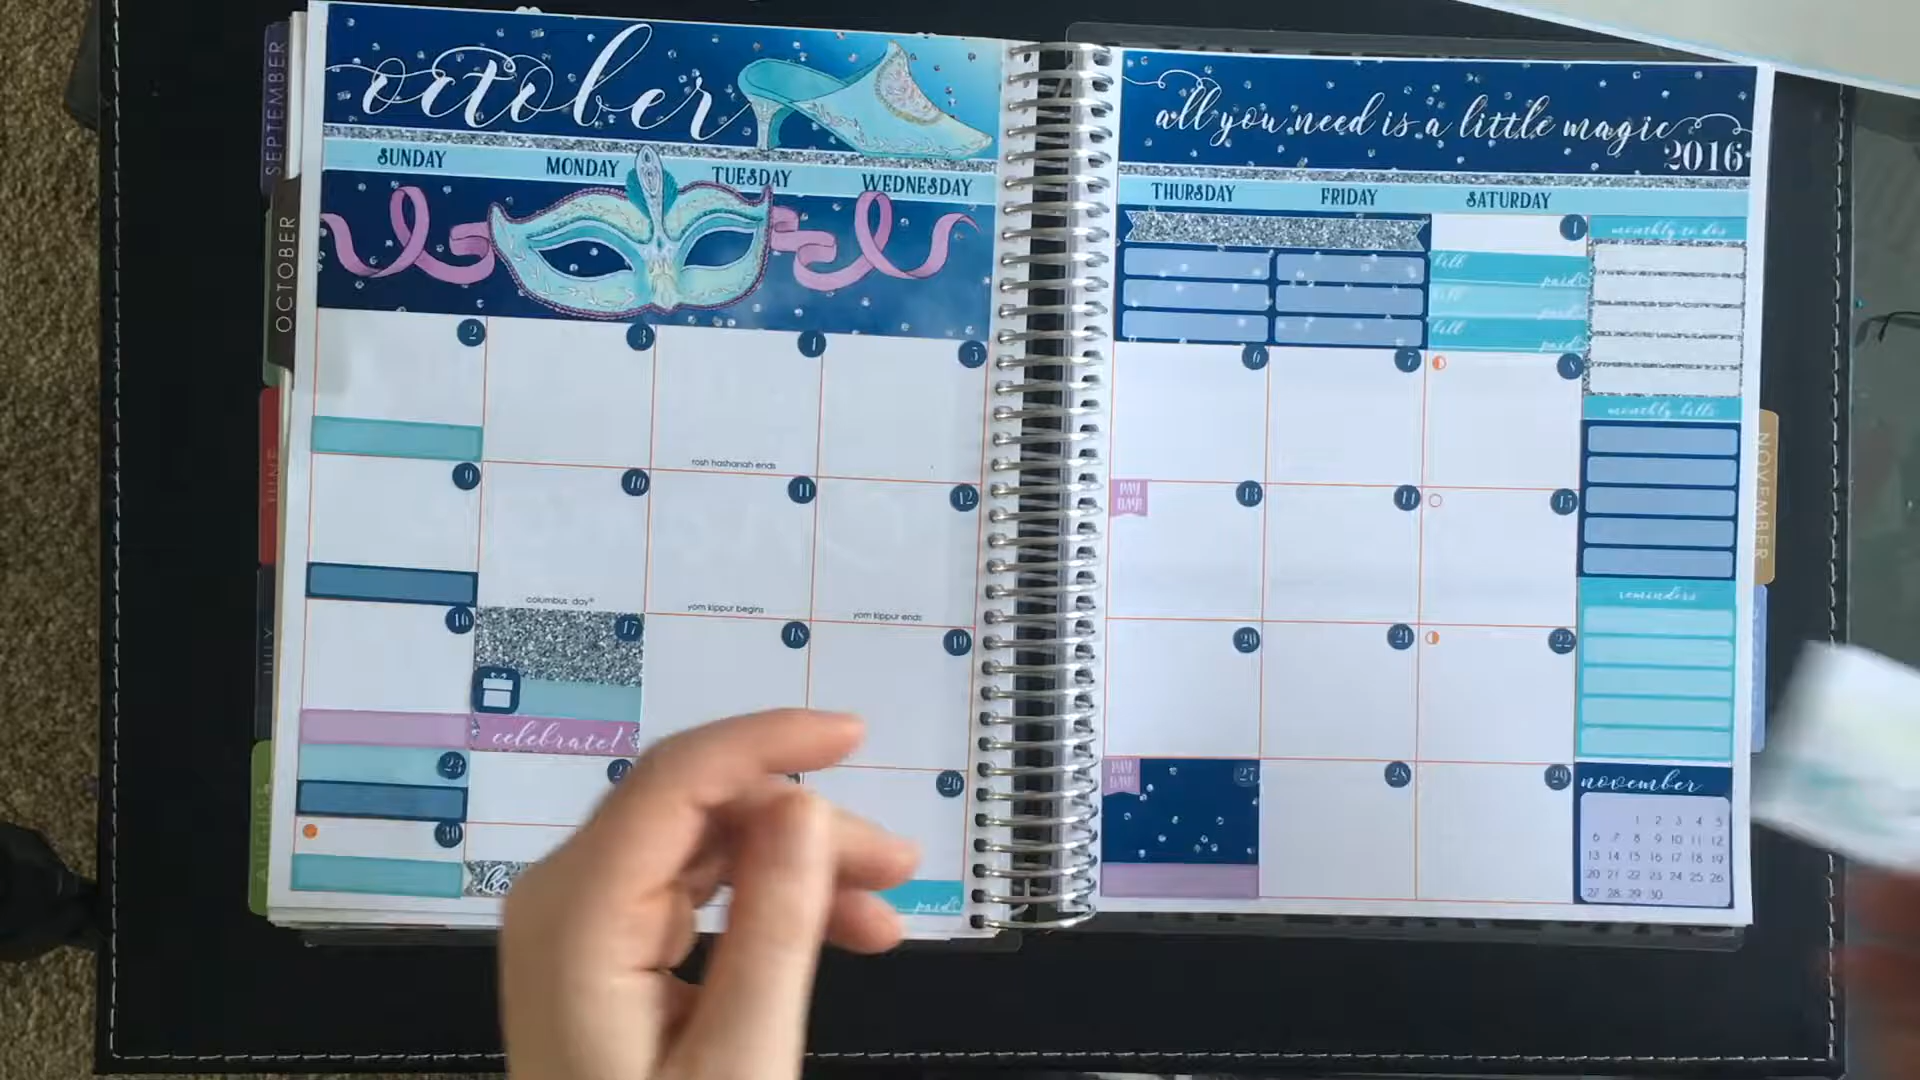 october
all you need is a little magic
2016
SUNDAY MONDAY TUESDAY WEDNESDAY
THURSDAY FRIDAY SATURDAY
SEPTEMBER
OCTOBER
JUNE
JULY
AUGUST
NOVEMBER
1
monthly to dos
bill
paid
bill
paid
bill
paid
2 3 4 5
6 7 8
rosh hashanah ends
monthly bills
9 10 11 12
PAY DAY!
13 14 15
columbus day®
yom kippur begins
yom kippur ends
reminders
16 17 18 19
20 21 22
celebrate!
23
26
PAY DAY!
27 28 29
30
paid
november
1 2 3 4 5
6 7 8 9 10 11 12
13 14 15 16 17 18 19
20 21 22 23 24 25 26
27 28 29 30